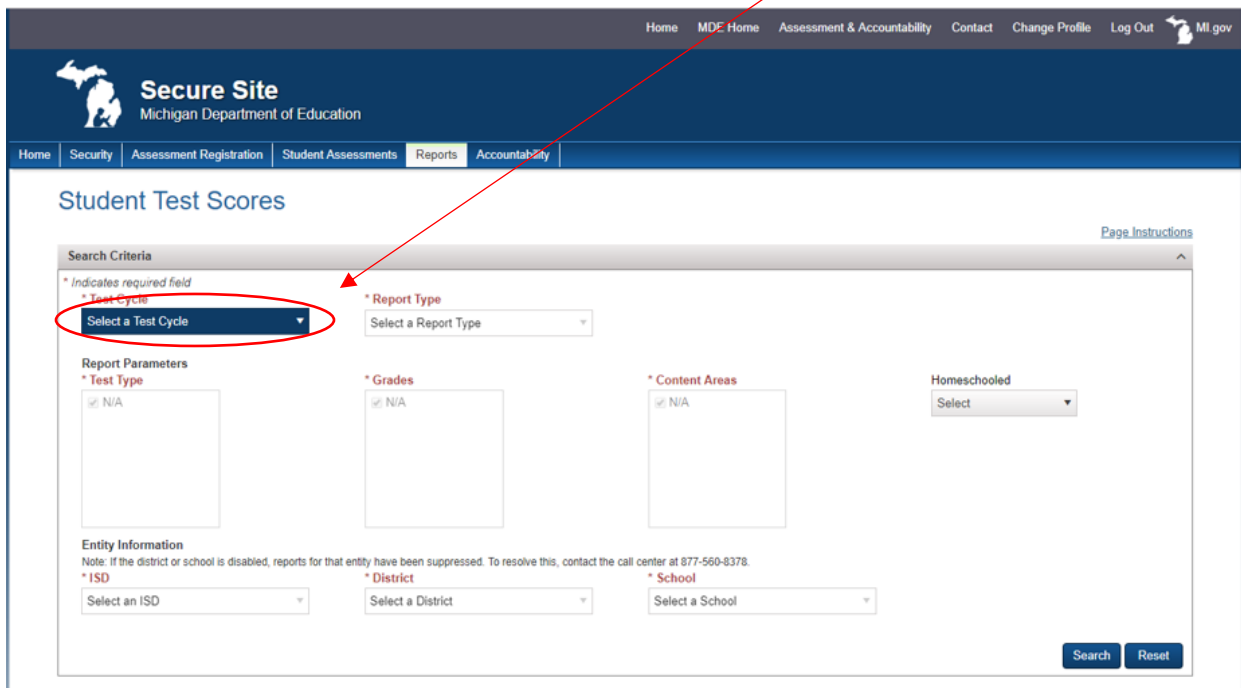 Home MDE Home Assessment & Accountability Contact Change Profile Log Out MI.gov
Secure Site
Michigan Department of Education
Home Security Assessment Registration Student Assessments Reports Accountability
Student Test Scores
Page Instructions
Search Criteria
* Indicates required field
* Test Cycle * Report Type
Select a Test Cycle Select a Report Type
Report Parameters
* Test Type * Grades * Content Areas Homeschooled
N/A N/A N/A Select
Entity Information
Note: If the district or school is disabled, reports for that entity have been suppressed. To resolve this, contact the call center at 877-560-8378.
* ISD * District * School
Select an ISD Select a District Select a School
Search Reset